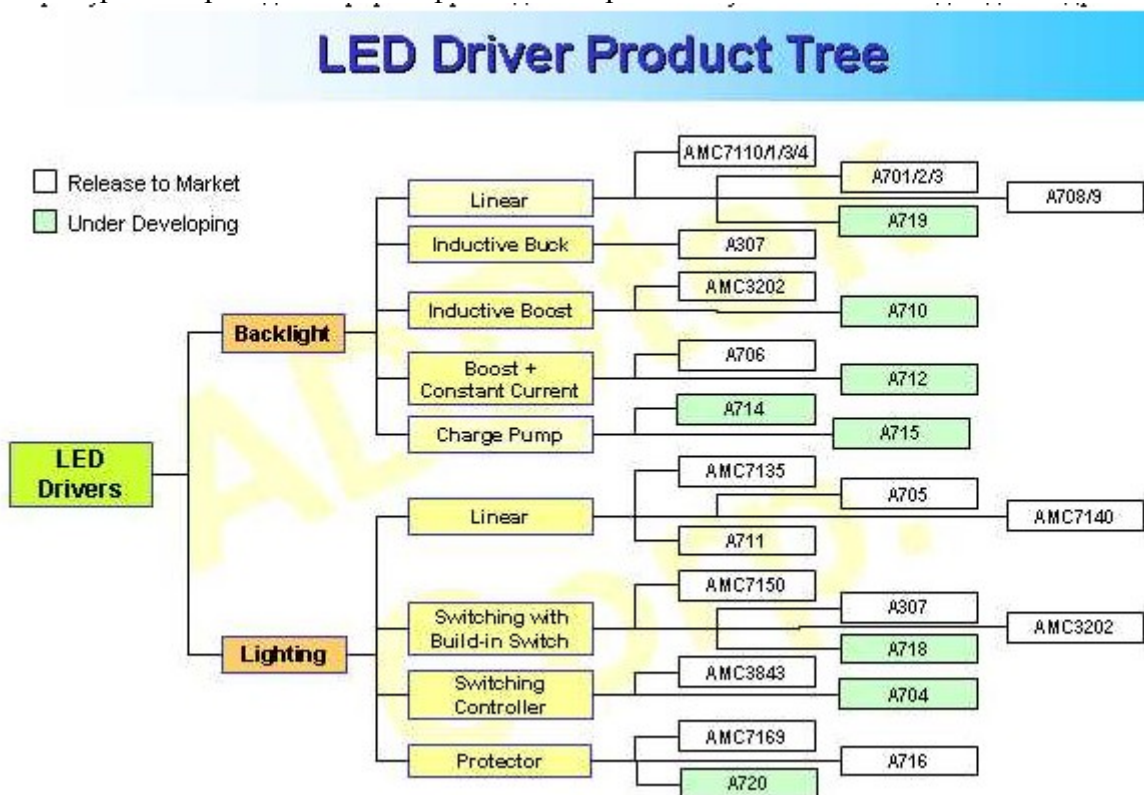 LED Driver Product Tree
Release to Market
Under Developing
LED
Drivers
Backlight
Linear
AMC7110/1/3/4
A701/2/3
A708/9
A719
Inductive Buck
A307
Inductive Boost
AMC3202
A710
Boost +
Constant Current
A706
A712
Charge Pump
A714
A715
Lighting
Linear
AMC7135
A705
AMC7140
A711
Switching with
Build-in Switch
AMC7150
A307
AMC3202
A718
Switching
Controller
AMC3843
A704
Protector
AMC7169
A716
A720